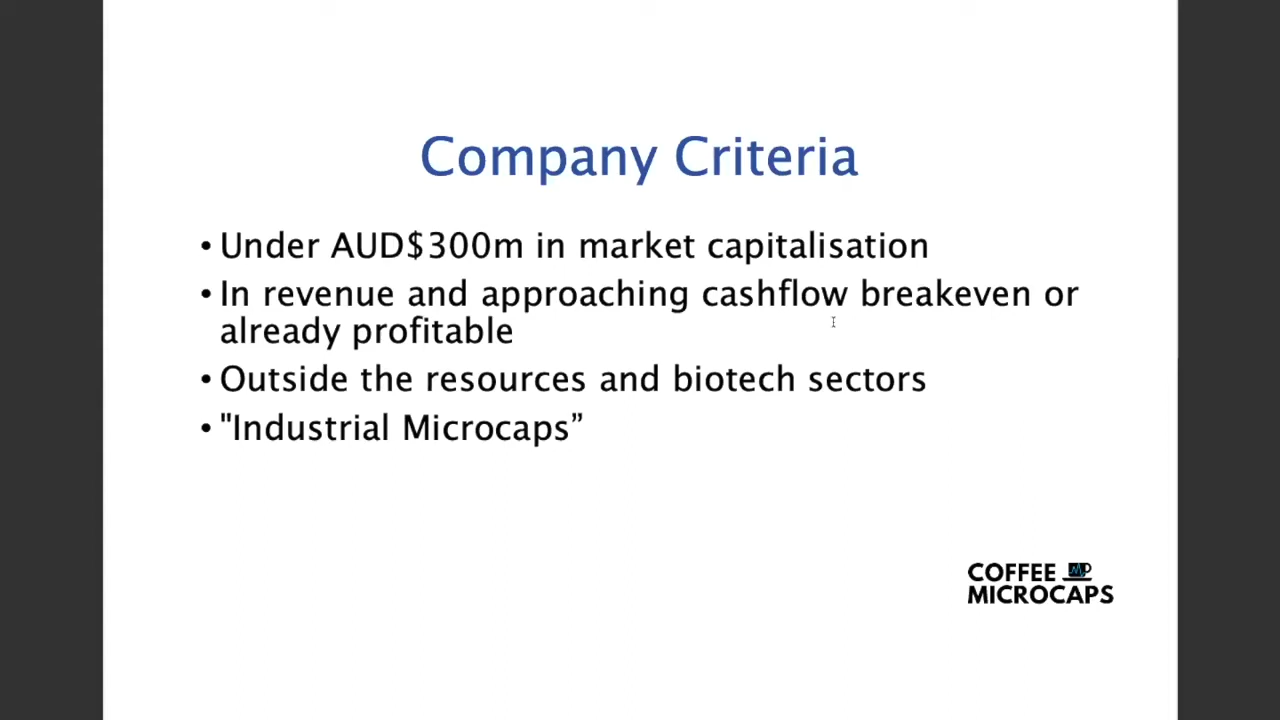 Company Criteria
• Under AUD$300m in market capitalisation
• In revenue and approaching cashflow breakeven or
already profitable
• Outside the resources and biotech sectors
• "Industrial Microcaps”
COFFEE
MICROCAPS